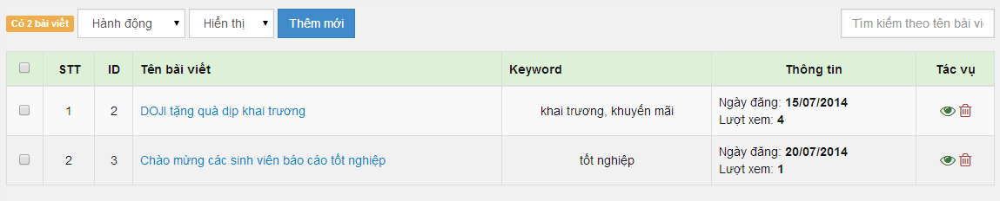 Có 2 bài viết Hành động Hiển thị Thêm mới Tìm kiếm theo tên bài vi
STT ID Tên bài viết Keyword Thông tin Tác vụ
1 2 DOJI tặng quà dịp khai trương khai trương, khuyến mãi Ngày đăng: 15/07/2014
Lượt xem: 4
2 3 Chào mừng các sinh viên báo cáo tốt nghiệp tốt nghiệp Ngày đăng: 20/07/2014
Lượt xem: 1